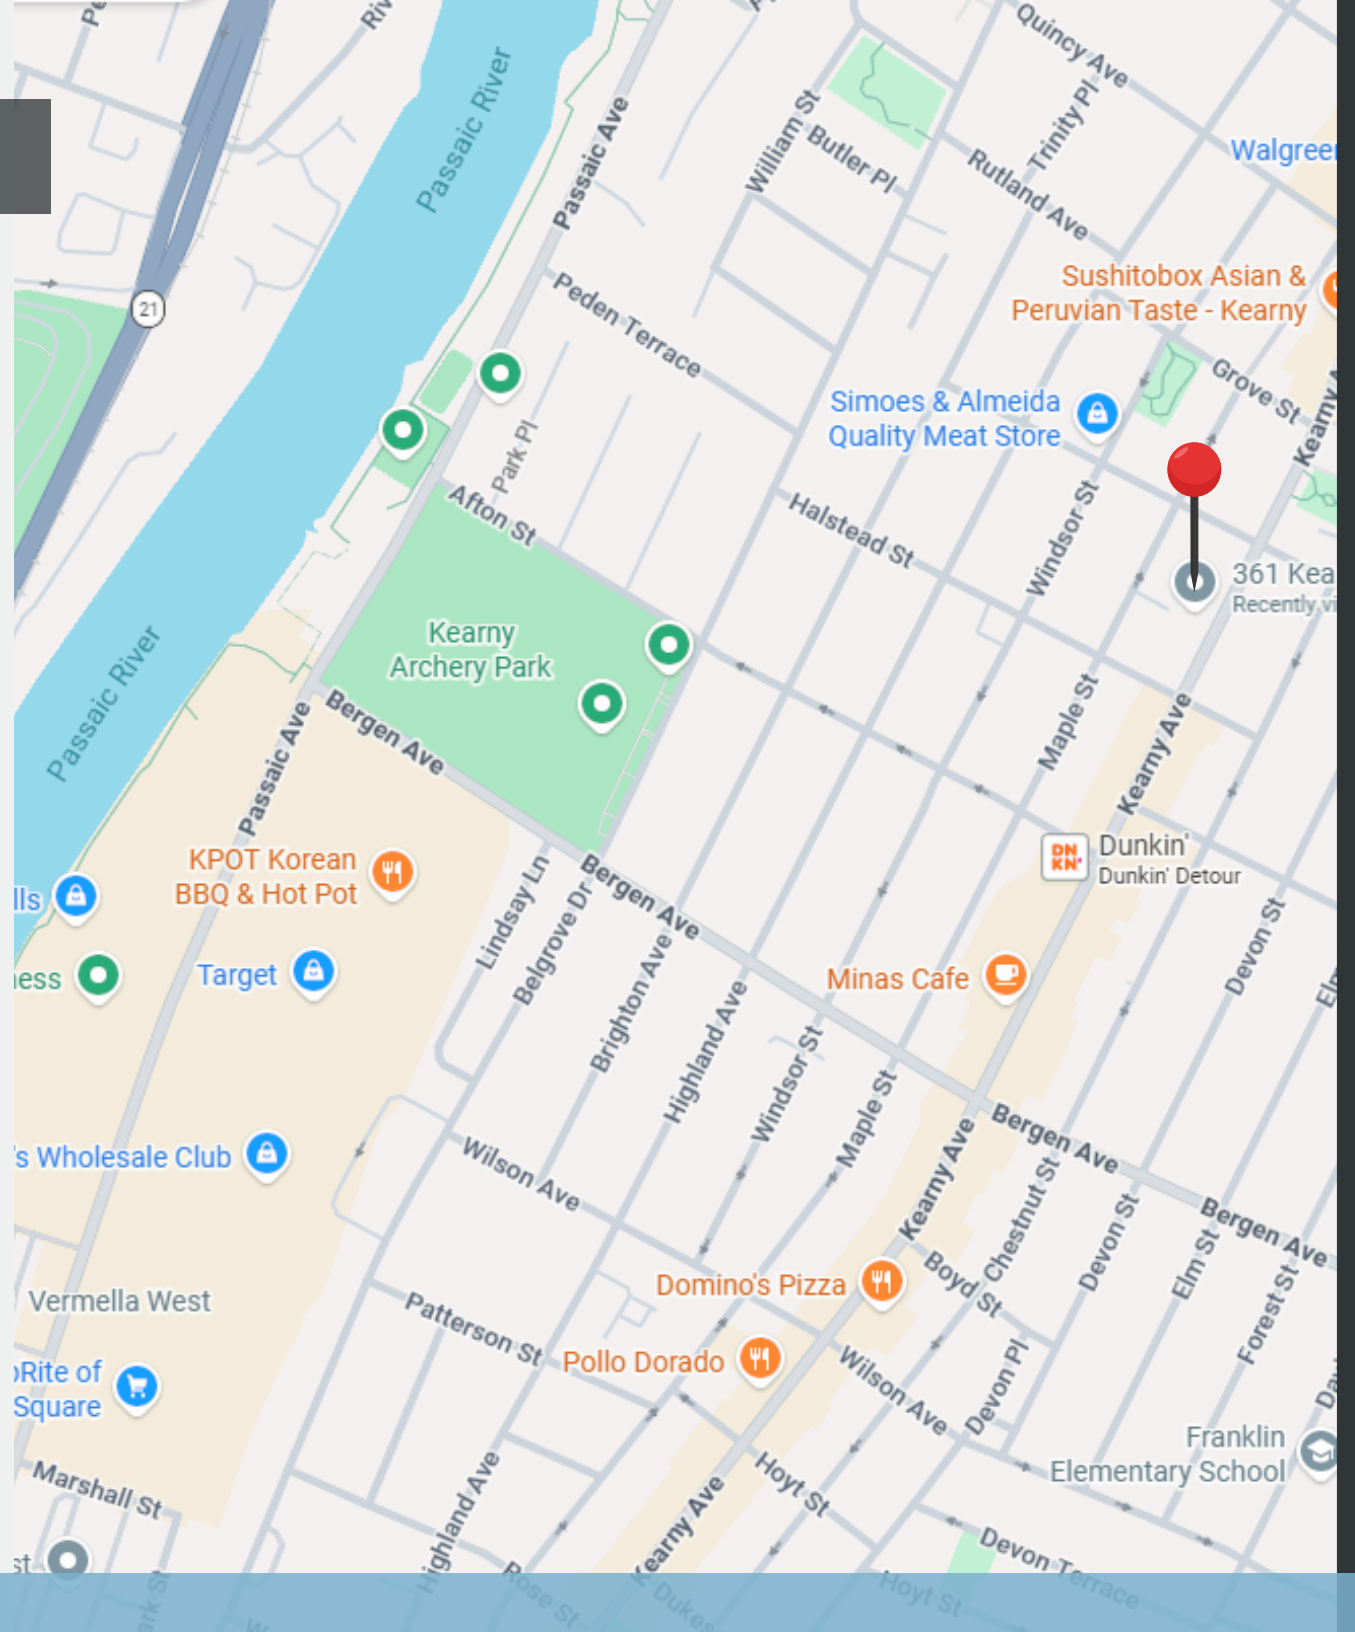 Quincy Ave
Passaic River
Passaic Ave
William St
Butler Pl
Trinity Pl
Rutland Ave
Sushitobox Asian &
Peruvian Taste - Kearny
21
Peden Terrace
Grove St
Kearny
Simoes & Almeida
Quality Meat Store
Park Pl
Afton St
Halstead St
Windsor St
361
Recently
Kearny
Archery Park
Passaic River
Bergen Ave
Passaic Ave
Maple St
Kearny Ave
KPOT Korean
BBQ & Hot Pot
Dunkin'
Dunkin' Detour
Lindsay Ln
Belgrove Dr
Bergen Ave
Devon St
Target
Brighton Ave
Highland Ave
Minas Cafe
Windsor St
Maple St
Bergen Ave
Kearny Ave
's Wholesale Club
Wilson Ave
Chestnut St
Devon St
Elm St
Bergen Ave
Forest St
Boyd St
Domino's Pizza
Vermella West
Patterson St
Pollo Dorado
Wilson Ave
Devon Pl
Rite of
Square
Franklin
Elementary School
Marshall St
Highland Ave
Hoyt St
Kearny Ave
Devon Terrace
Rose St
Dukes
Hoyt St